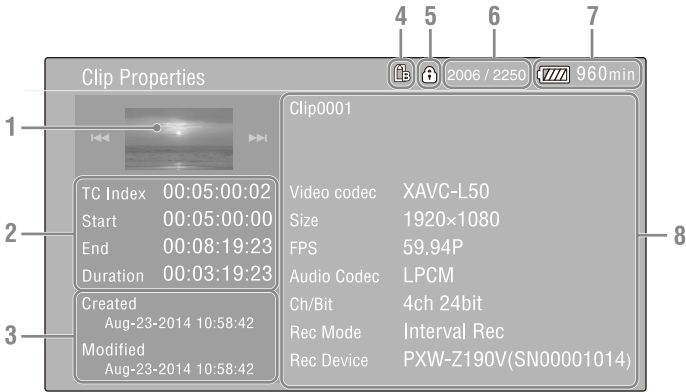 4 5 6 7
Clip Properties B 2006 / 2250 960min
1
Clip0001
2
TC Index 00:05:00:02
Start 00:05:00:00
End 00:08:19:23
Duration 00:03:19:23
3
Created
Aug-23-2014 10:58:42
Modified
Aug-23-2014 10:58:42
Video codec XAVC-L50
Size 1920×1080
FPS 59.94P
Audio Codec LPCM
Ch/Bit 4ch 24bit
Rec Mode Interval Rec
Rec Device PXW-Z190V(SN00001014)
8